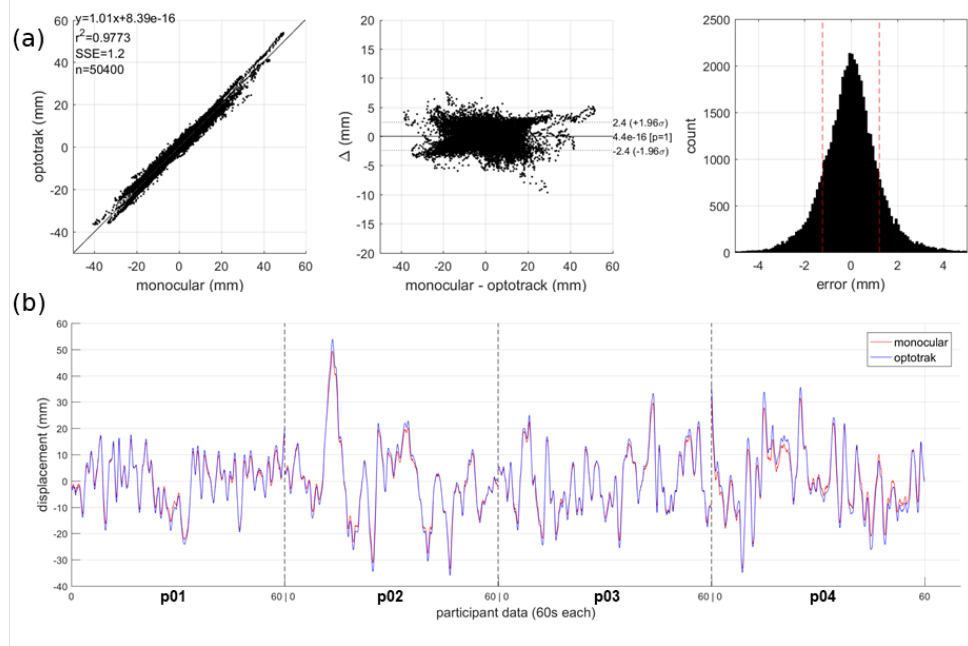 (a)
y=1.01x+8.39e-16
r²=0.9773
SSE=1.2
n=50400
60
40
20
0
-20
-40
-40 -20 0 20 40 60
optotrak (mm)
monocular (mm)
20
15
10
5
0
-5
-10
-15
-20
-40 -20 0 20 40 60
Δ (mm)
monocular - optotrack (mm)
2.4 (+1.96σ)
4.4e-16 [p=1]
-2.4 (-1.96σ)
2500
2000
1500
1000
500
0
-4 -2 0 2 4
count
error (mm)
(b)
60
50
40
30
20
10
0
-10
-20
-30
-40
displacement (mm)
monocular
optotrak
0 p01 60 | 0 p02 60 | 0 p03 60 | 0 p04 60
participant data (60s each)